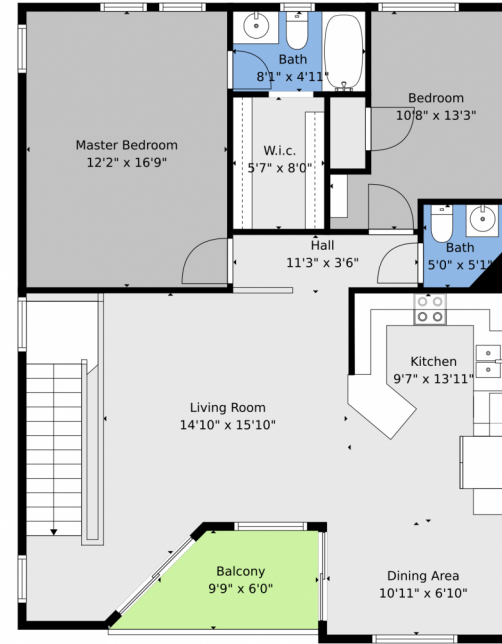 Bath
8'1" x 4'11"
Bedroom
10'8" x 13'3"
Master Bedroom
12'2" x 16'9"
W.i.c.
5'7" x 8'0"
Hall
11'3" x 3'6"
Bath
5'0" x 5'1"
Kitchen
9'7" x 13'11"
Living Room
14'10" x 15'10"
Balcony
9'9" x 6'0"
Dining Area
10'11" x 6'10"